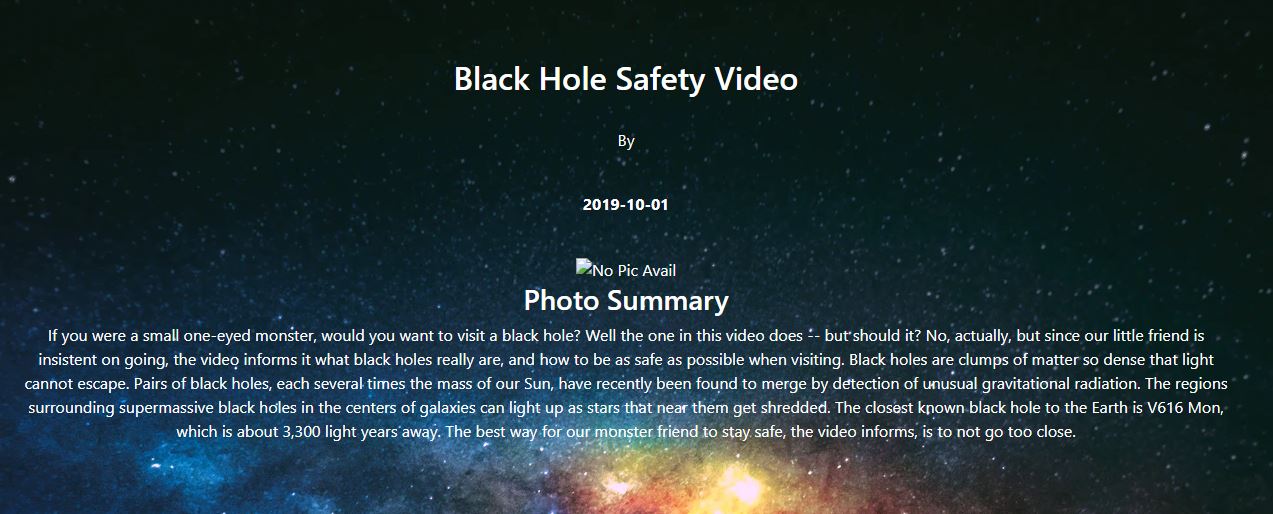 Black Hole Safety Video
By
2019-10-01
No Pic Avail
Photo Summary
If you were a small one-eyed monster, would you want to visit a black hole? Well the one in this video does -- but should it? No, actually, but since our little friend is
insistent on going, the video informs it what black holes really are, and how to be as safe as possible when visiting. Black holes are clumps of matter so dense that light
cannot escape. Pairs of black holes, each several times the mass of our Sun, have recently been found to merge by detection of unusual gravitational radiation. The regions
surrounding supermassive black holes in the centers of galaxies can light up as stars that near them get shredded. The closest known black hole to the Earth is V616 Mon,
which is about 3,300 light years away. The best way for our monster friend to stay safe, the video informs, is to not go too close.